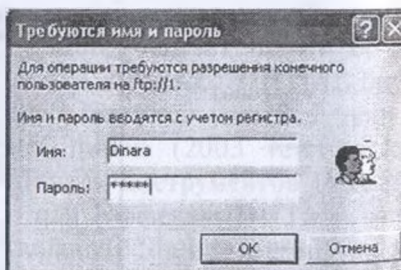 Требуются имя и пароль
Для операции требуются разрешения конечного
пользователя на ftp://1.
Имя и пароль вводятся с учетом регистра.
Имя: Dinara
Пароль: *****
ОК Отмена